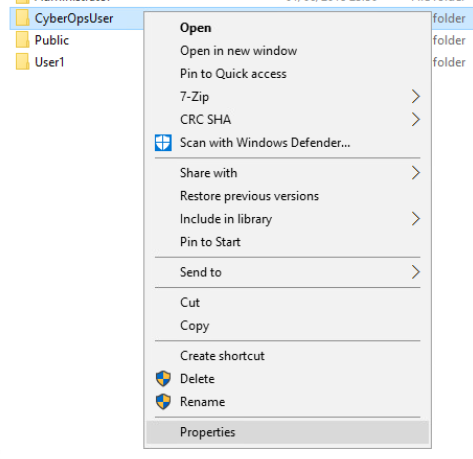 CyberOpsUser folder
Public folder
User1 folder
Open
Open in new window
Pin to Quick access
7-Zip
CRC SHA
Scan with Windows Defender...
Share with
Restore previous versions
Include in library
Pin to Start
Send to
Cut
Copy
Create shortcut
Delete
Rename
Properties